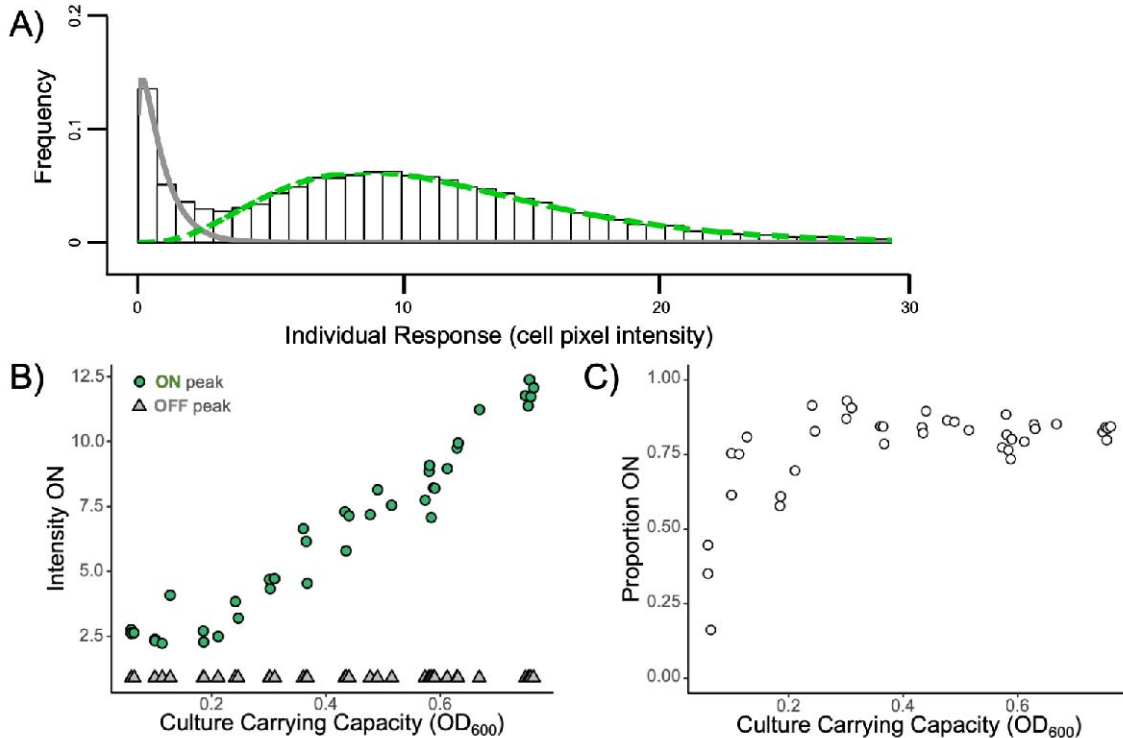 A)
Frequency
0.2
0.1
0
0
10
20
30
Individual Response (cell pixel intensity)
B)
Intensity ON
12.5
10.0
7.5
5.0
2.5
ON peak
OFF peak
0.2
0.4
0.6
Culture Carrying Capacity (OD600)
C)
Proportion ON
1.00
0.75
0.50
0.25
0.00
0.2
0.4
0.6
Culture Carrying Capacity (OD600)